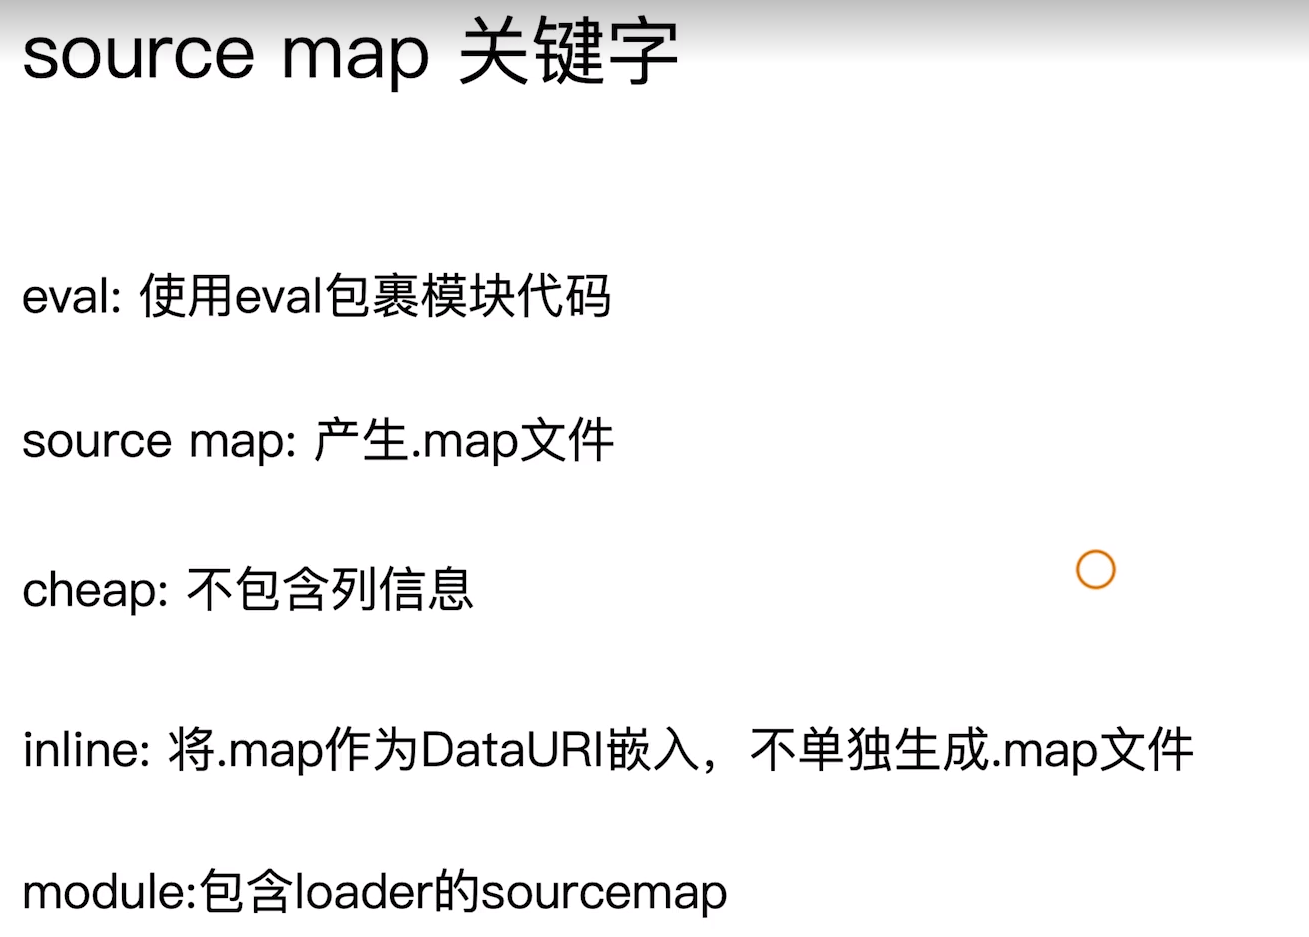 source map 关键字
eval: 使用eval包裹模块代码
source map: 产生.map文件
cheap: 不包含列信息
inline: 将.map作为DataURI嵌入，不单独生成.map文件
module:包含loader的sourcemap